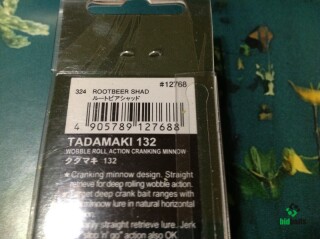 324 ROOTBEER SHAD #12768
ルートビアシャッド
4 905789 127688
TADAMAKI 132
WOBBLE ROLL ACTION CRANKING MINNOW
タダマキ 132
Cranking minnow design. Straight
retrieve for deep rolling wobble action.
deep crank bait ranges with
minnow lure in natural horizontal
straight retrieve lure. Jerk
n' go" action also OK.